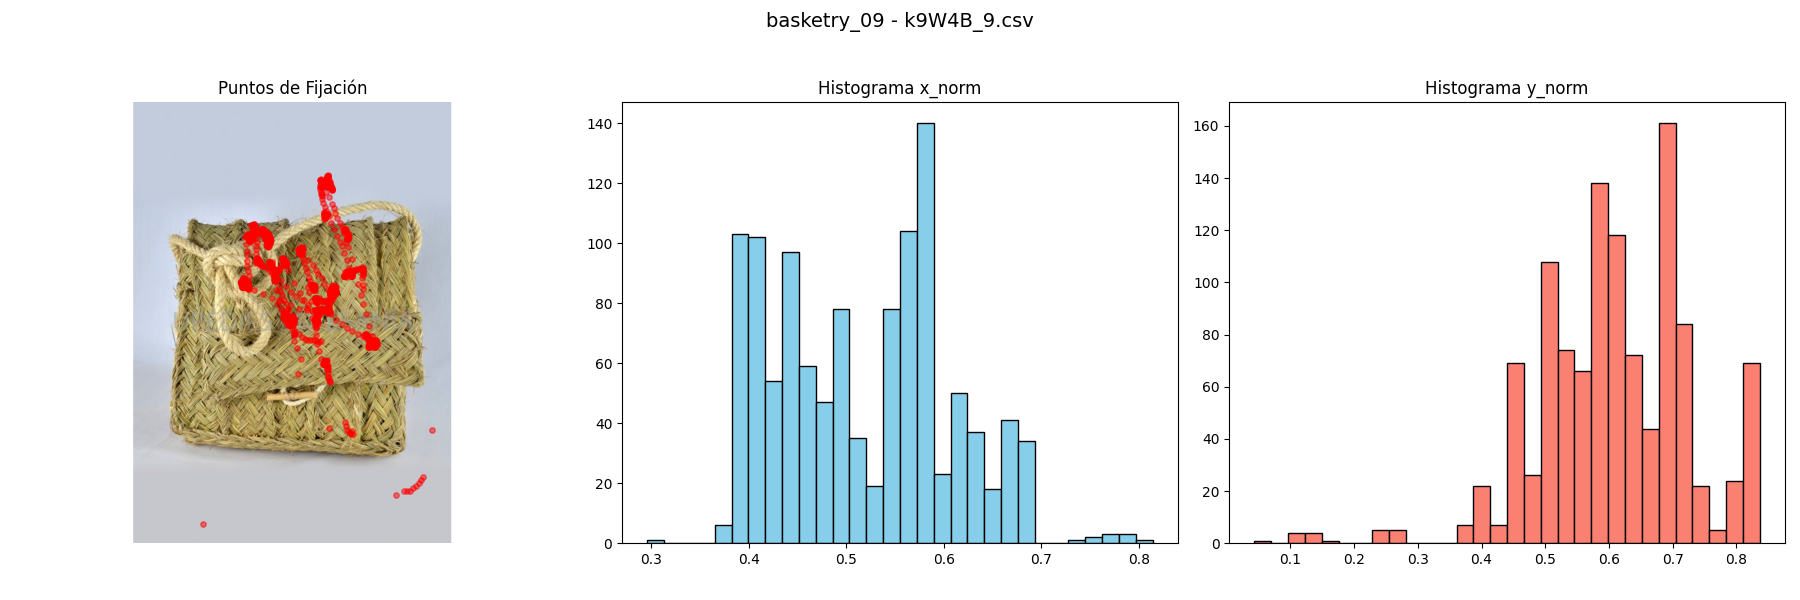 basketry_09 - k9W4B_9.csv
Puntos de Fijación
Histograma x_norm
140
120
100
80
60
40
20
0
0.3 0.4 0.5 0.6 0.7 0.8
Histograma y_norm
160
140
120
100
80
60
40
20
0
0.1 0.2 0.3 0.4 0.5 0.6 0.7 0.8